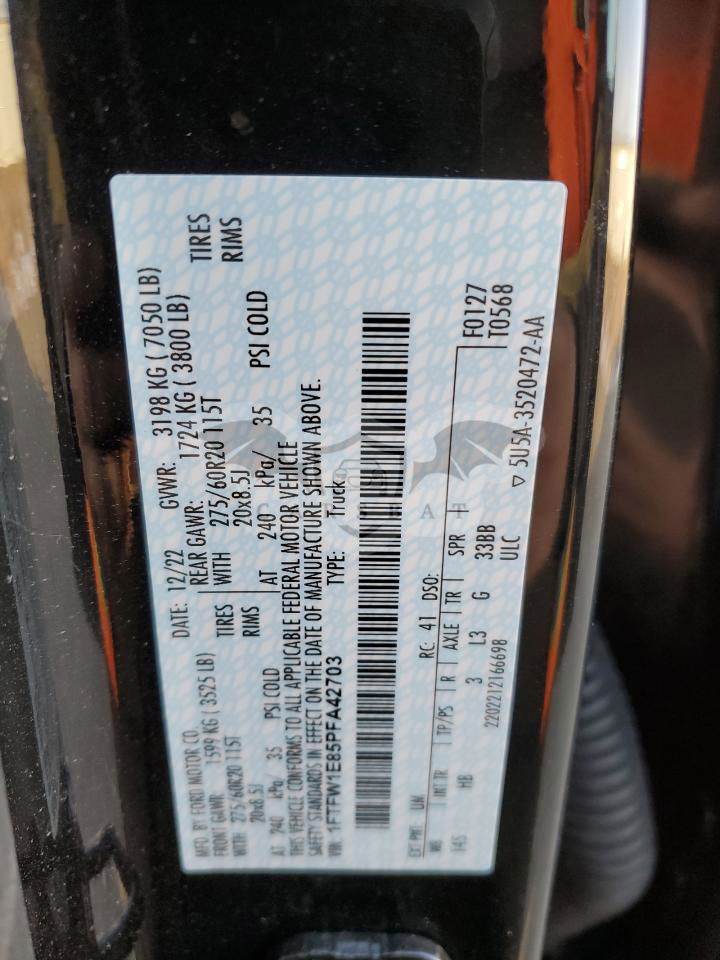 MFD. BY FORD MOTOR CO.
DATE: 12/22 GVWR: 3198 KG ( 7050 LB)
FRONT GAWR: 1599 KG ( 3525 LB) REAR GAWR: 1724 KG ( 3800 LB)
WITH 275/60R20 115T TIRES WITH 275/60R20 115T TIRES
20x8.5J RIMS 20x8.5J RIMS
AT 240 kPa/ 35 PSI COLD AT 240 kPa/ 35 PSI COLD
THIS VEHICLE CONFORMS TO ALL APPLICABLE FEDERAL MOTOR VEHICLE
SAFETY STANDARDS IN EFFECT ON THE DATE OF MANUFACTURE SHOWN ABOVE.
VIN: 1FTFW1E85PFA42703 TYPE: Truck
EXT PNT: UM RC: 41 DSO: F0127
WB INT TR TP/PS R AXLE TR SPR T0568
145 HB 3 L3 G 33BB
2202212166698 ULC
▽ 5U5A-3520472-AA